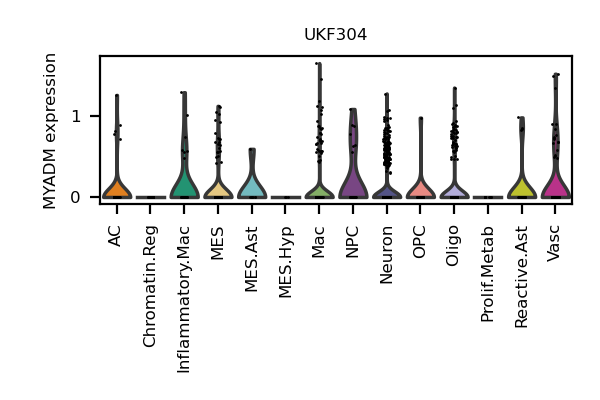 UKF304
MYADM expression
1
0
AC
Chromatin.Reg
Inflammatory.Mac
MES
MES.Ast
MES.Hyp
Mac
NPC
Neuron
OPC
Oligo
Prolif.Metab
Reactive.Ast
Vasc